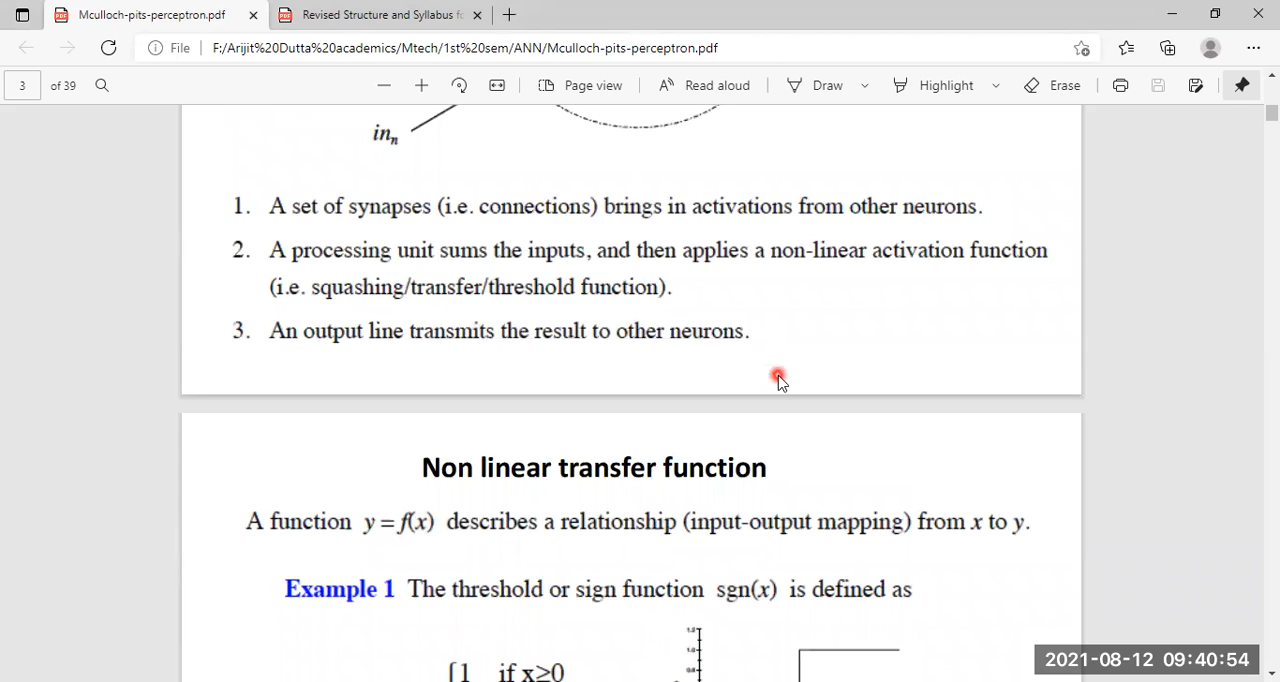 Mculloch-pits-perceptron.pdf
Revised Structure and Syllabus fo
File F:/Arijit%20Dutta%20academics/Mtech/1st%20sem/ANN/Mculloch-pits-perceptron.pdf
3 of 39 Page view Read aloud Draw Highlight Erase
inn
1. A set of synapses (i.e. connections) brings in activations from other neurons.
2. A processing unit sums the inputs, and then applies a non-linear activation function
(i.e. squashing/transfer/threshold function).
3. An output line transmits the result to other neurons.
Non linear transfer function
A function y = f(x) describes a relationship (input-output mapping) from x to y.
Example 1 The threshold or sign function sgn(x) is defined as
1 if x≥0
1.0
2021-08-12 09:40:54